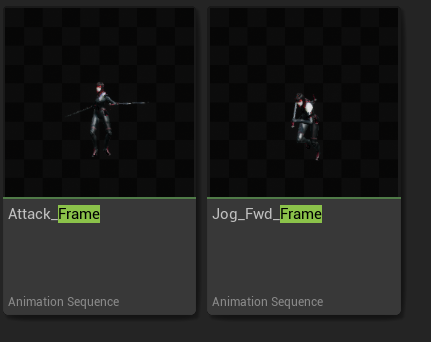 Attack_Frame
Jog_Fwd_Frame
Animation Sequence
Animation Sequence